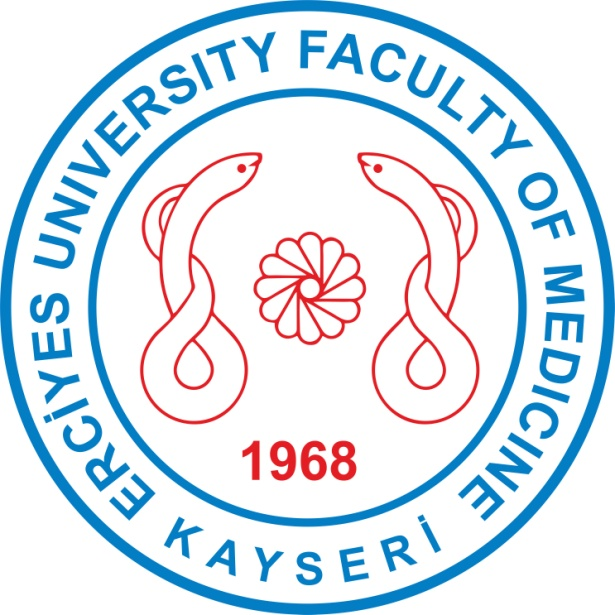 ERCİYES UNIVERSITY FACULTY OF MEDICINE
1968
KAYSERİ